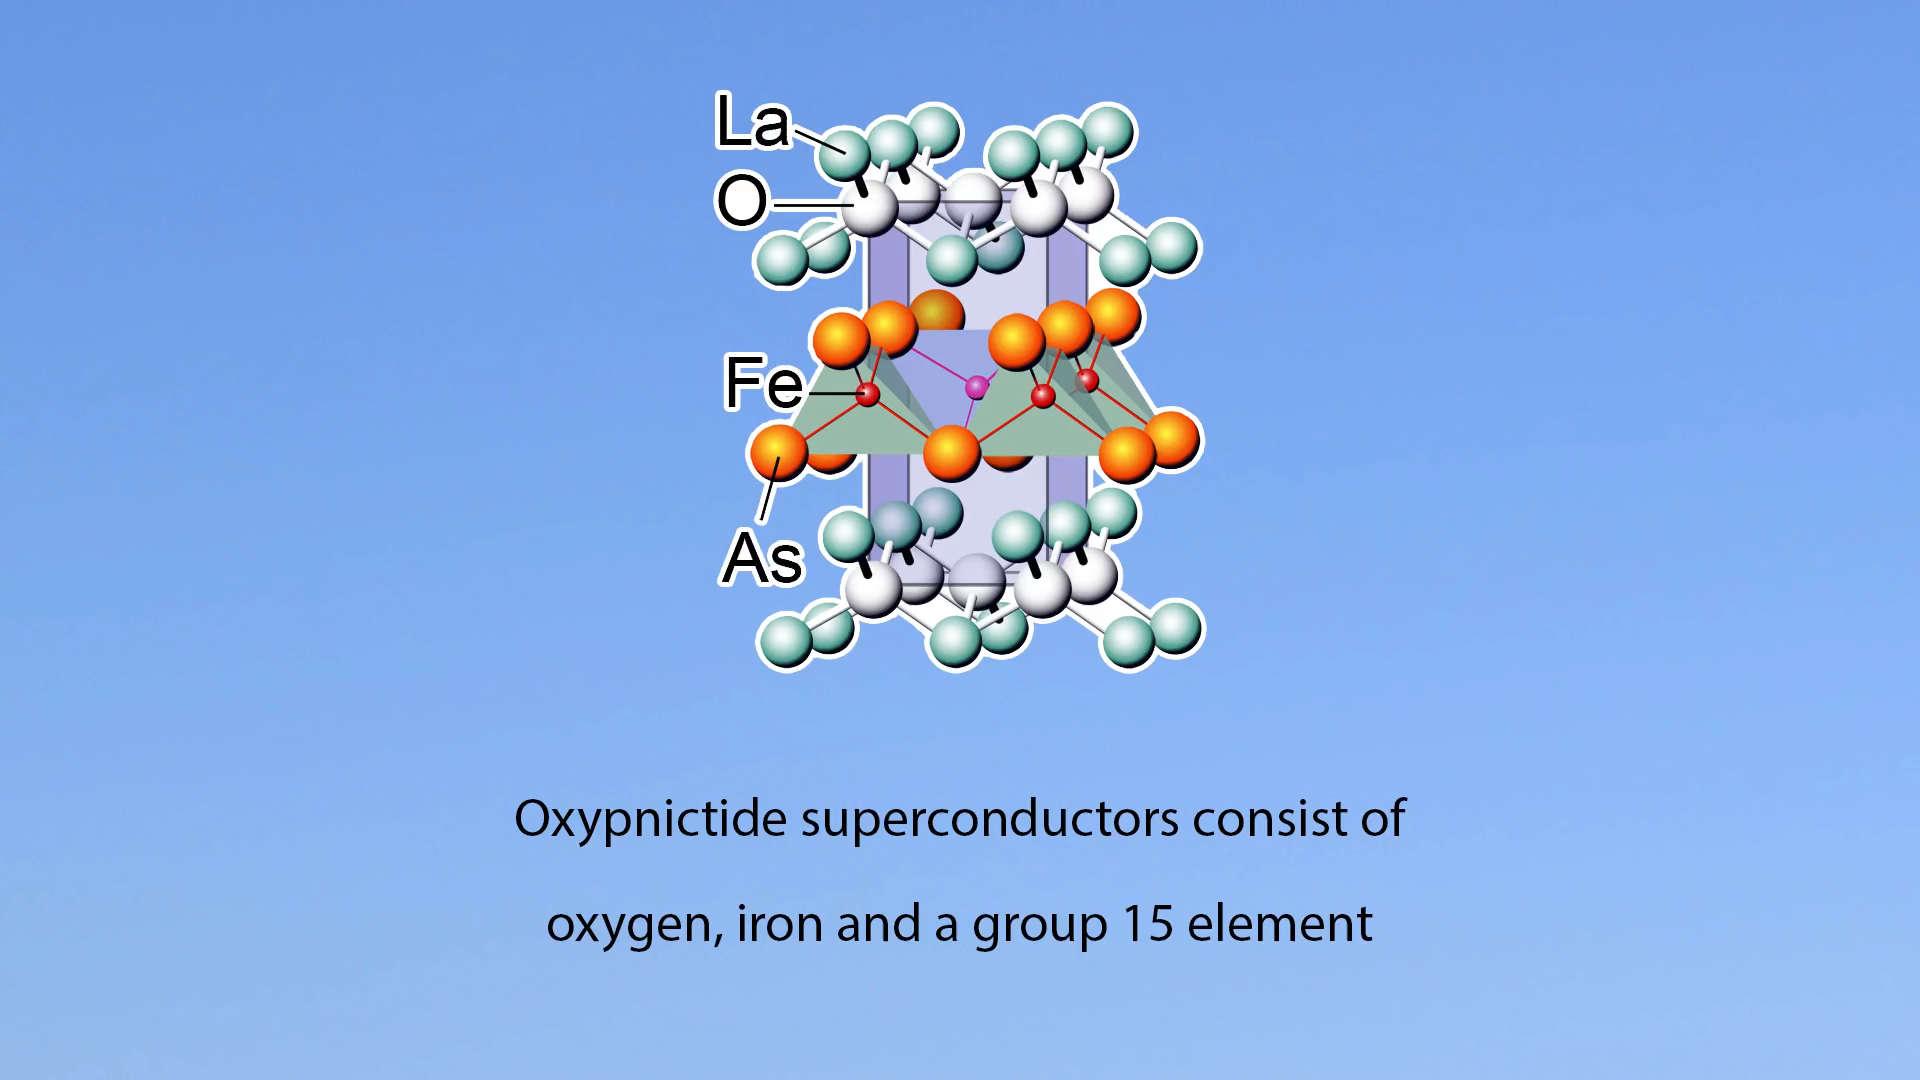 La
O
Fe
As
Oxypnictide superconductors consist of
oxygen, iron and a group 15 element